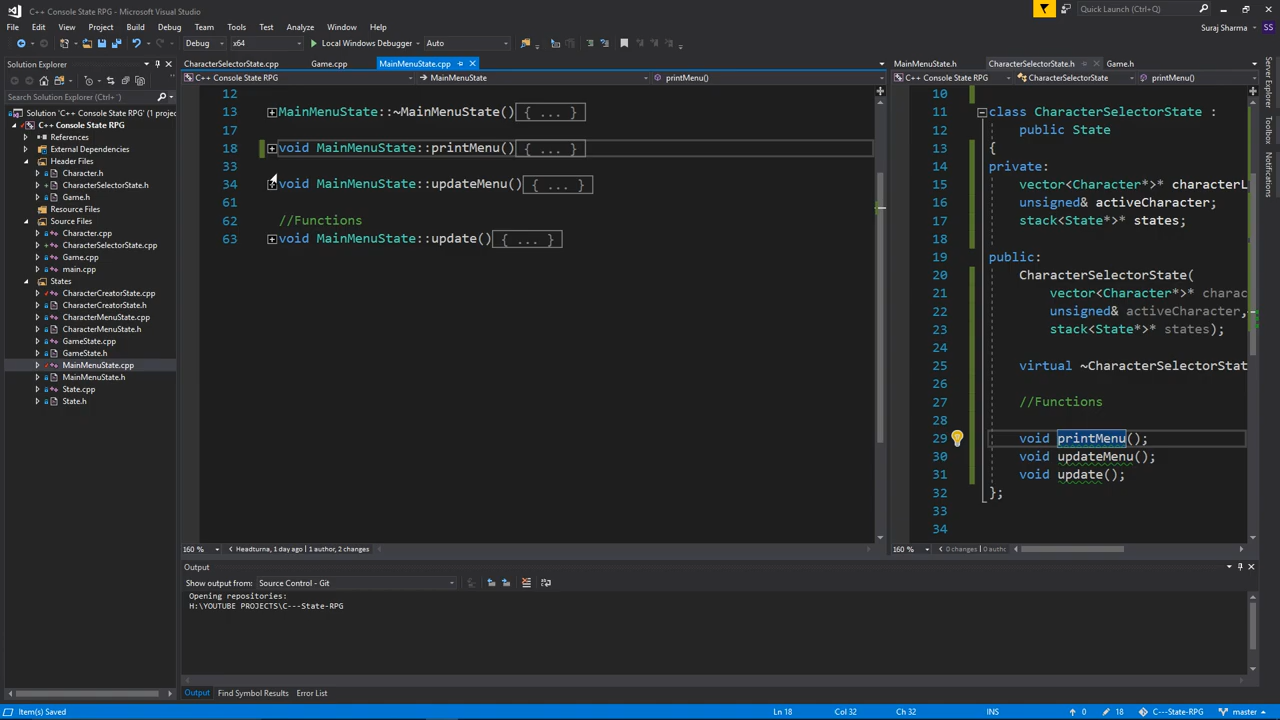 C++ Console State RPG - Microsoft Visual Studio
Quick Launch (Ctrl+Q)
File Edit View Project Build Debug Team Tools Test Analyze Window Help
Suraj Sharma SS
Debug x64 Local Windows Debugger Auto
Solution Explorer
Search Solution Explorer (Ctrl+;)
Solution 'C++ Console State RPG' (1 projec
C++ Console State RPG
References
External Dependencies
Header Files
Character.h
CharacterSelectorState.h
Game.h
Resource Files
Source Files
Character.cpp
CharacterSelectorState.cpp
Game.cpp
main.cpp
States
CharacterCreatorState.cpp
CharacterCreatorState.h
CharacterMenuState.cpp
CharacterMenuState.h
GameState.cpp
GameState.h
MainMenuState.cpp
MainMenuState.h
State.cpp
State.h
CharacterSelectorState.cpp Game.cpp MainMenuState.cpp
C++ Console State RPG MainMenuState printMenu()
12
13 MainMenuState::~MainMenuState(){ ... }
17
18 void MainMenuState::printMenu(){ ... }
33
34 void MainMenuState::updateMenu(){ ... }
61
62 //Functions
63 void MainMenuState::update(){ ... }
160 % Headturna, 1 day ago | 1 author, 2 changes
MainMenuState.h CharacterSelectorState.h Game.h
C++ Console State RPG CharacterSelectorState printMenu()
10
11 class CharacterSelectorState :
12 public State
13 {
14 private:
15 vector<Character*>* characterL
16 unsigned& activeCharacter;
17 stack<State*>* states;
18
19 public:
20 CharacterSelectorState(
21 vector<Character*>* charac
22 unsigned& activeCharacter,
23 stack<State*>* states);
24
25 virtual ~CharacterSelectorStat
26
27 //Functions
28
29 void printMenu();
30 void updateMenu();
31 void update();
32 };
33
34
160 % 0 changes | 0 autho
Server Explorer
Toolbox
Output
Show output from: Source Control - Git
Opening repositories:
H:\YOUTUBE PROJECTS\C---State-RPG
Output Find Symbol Results Error List
Item(s) Saved Ln 18 Col 32 Ch 32 INS 0 18 C---State-RPG master